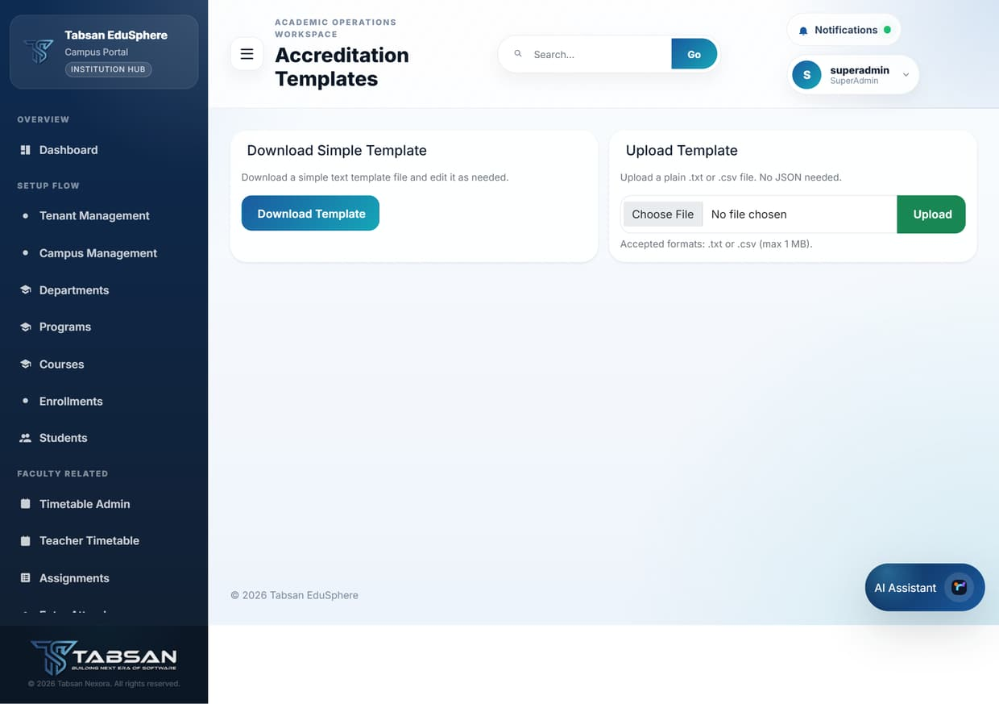 Tabsan EduSphere
Campus Portal
INSTITUTION HUB
OVERVIEW
Dashboard
SETUP FLOW
Tenant Management
Campus Management
Departments
Programs
Courses
Enrollments
Students
FACULTY RELATED
Timetable Admin
Teacher Timetable
Assignments
TABSAN
BUILDING NEXT ERA OF SOFTWARE
© 2026 Tabsan Nexora. All rights reserved.
ACADEMIC OPERATIONS
WORKSPACE
Accreditation
Templates
Search...
Go
Notifications
S
superadmin
SuperAdmin
Download Simple Template
Download a simple text template file and edit it as needed.
Download Template
Upload Template
Upload a plain .txt or .csv file. No JSON needed.
Choose File No file chosen
Upload
Accepted formats: .txt or .csv (max 1 MB).
© 2026 Tabsan EduSphere
AI Assistant